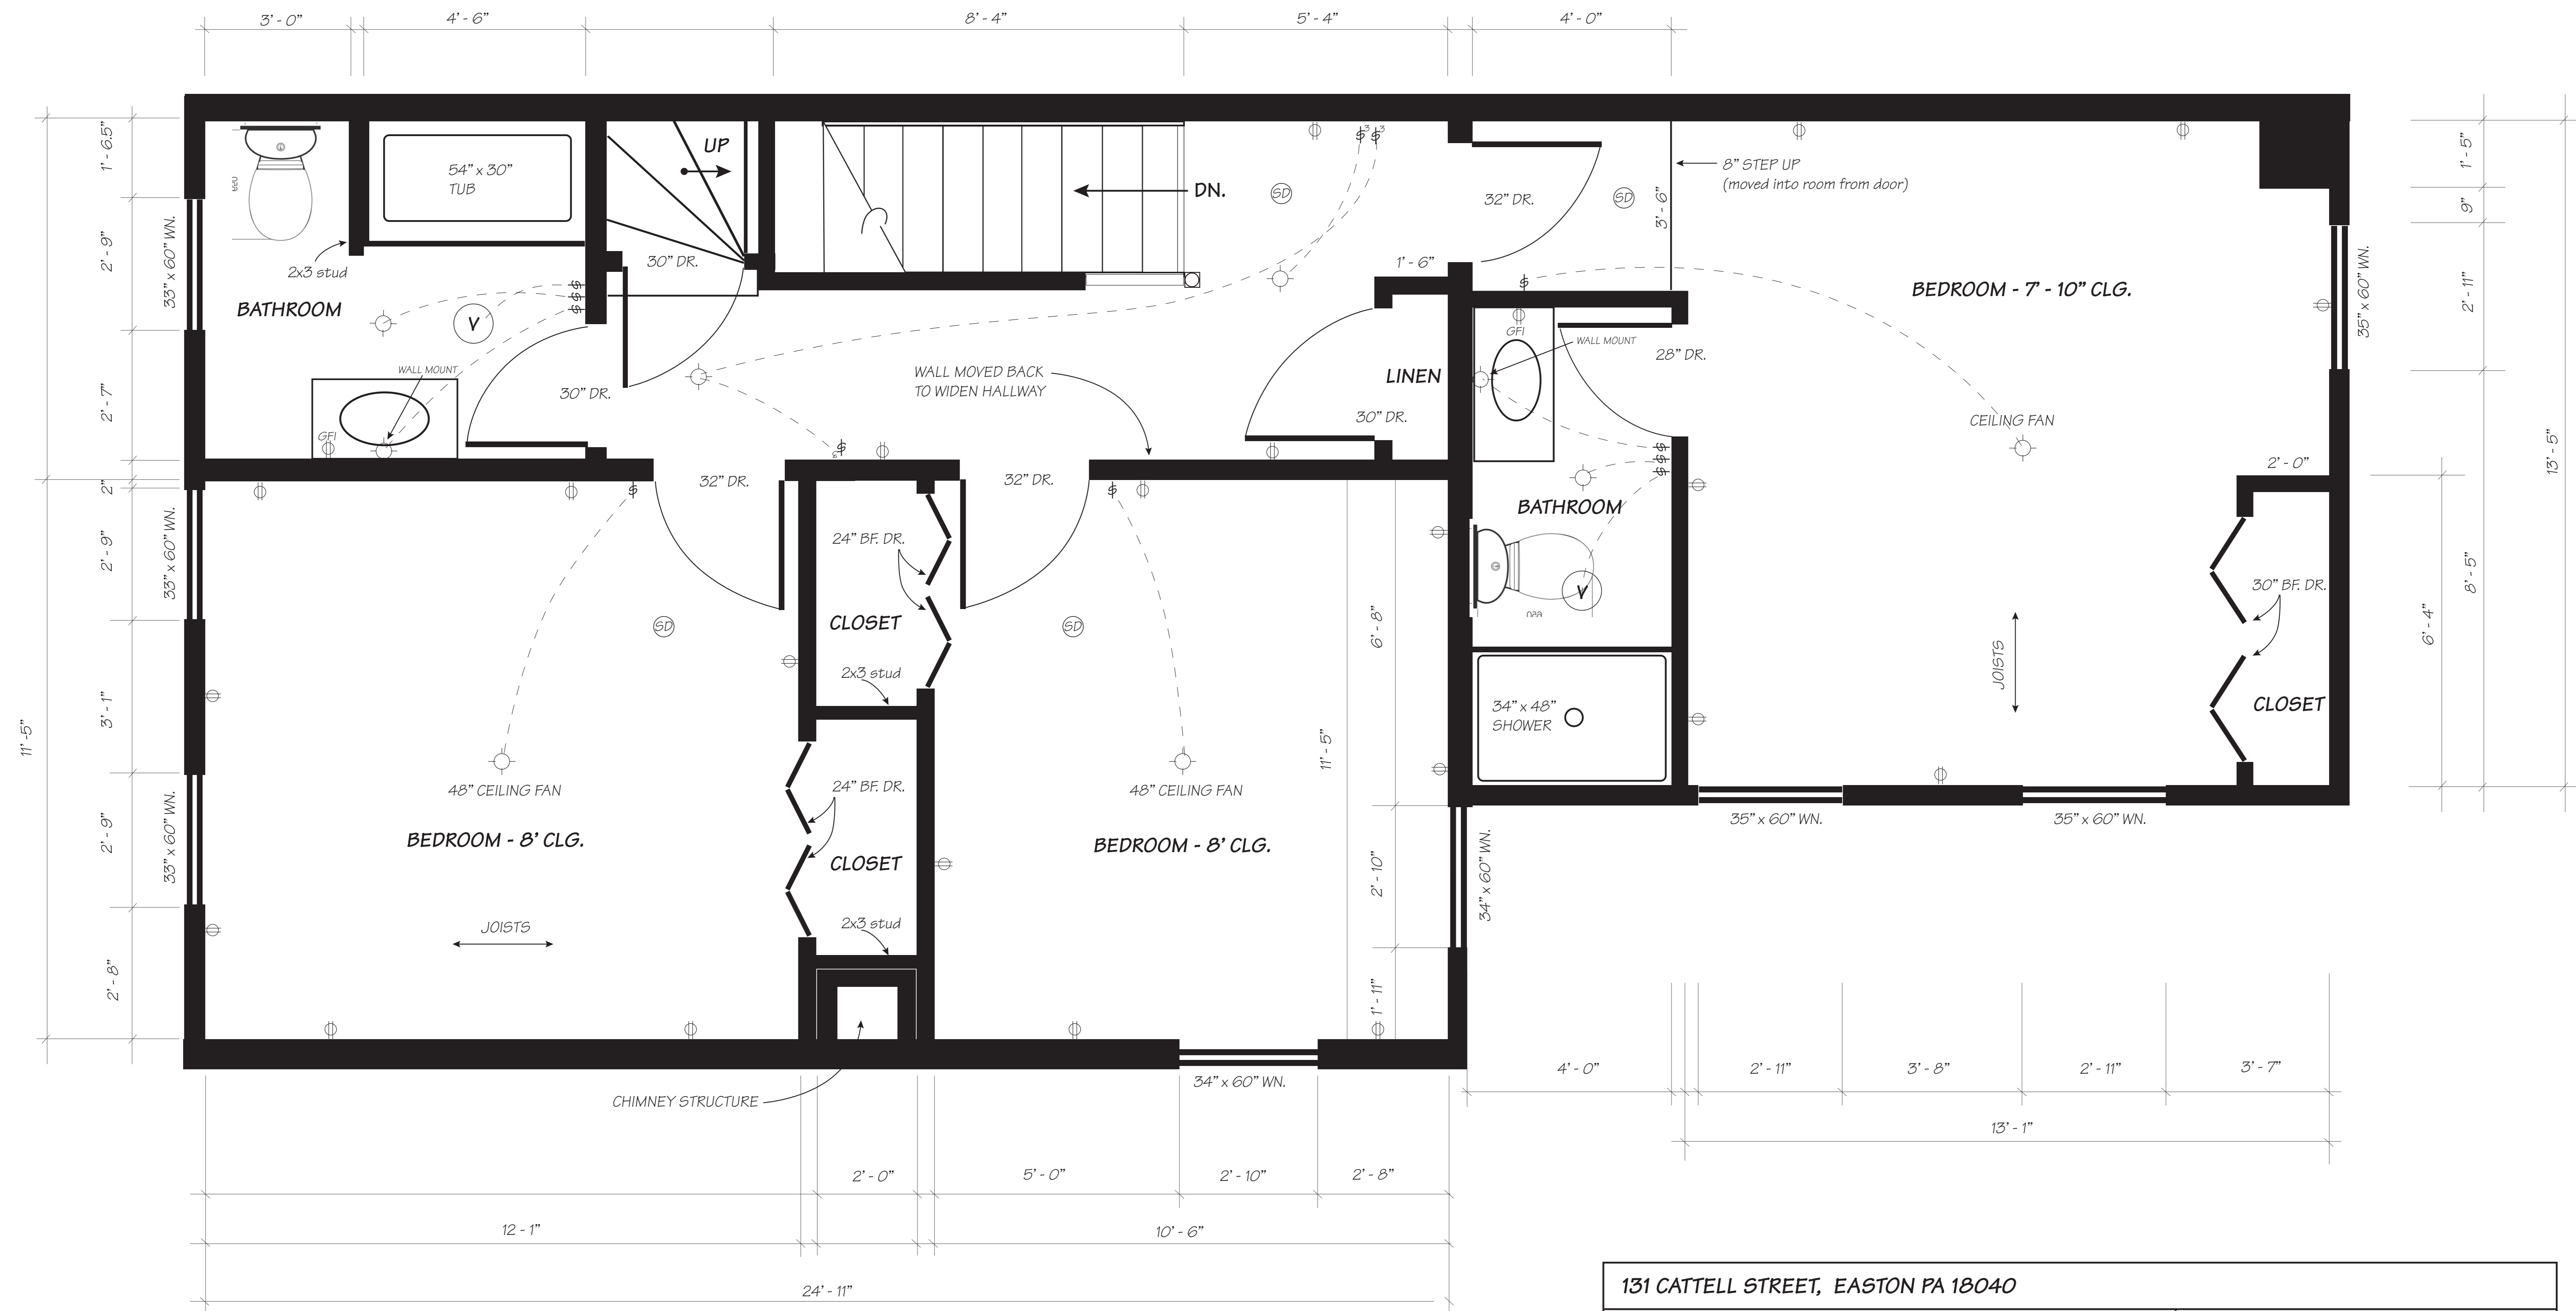 3' - 0"
4' - 6"
8' - 4"
5' - 4"
4' - 0"
1' - 6.5"
2' - 9"
2' - 7"
2"
2' - 9"
3' - 1"
2' - 9"
2' - 8"
11' -5"
33" x 60" WN.
33" x 60" WN.
33" x 60" WN.
54" x 30"
TUB
2x3 stud
BATHROOM
V
WALL MOUNT
GFI
$
$
$
UP
30" DR.
30" DR.
DN.
SD
$3 $3
32" DR.
SD
3' - 6"
8" STEP UP
(moved into room from door)
1' - 6"
WALL MOVED BACK
TO WIDEN HALLWAY
LINEN
30" DR.
$
3
$
GFI
WALL MOUNT
28" DR.
BEDROOM - 7' - 10" CLG.
35" x 60" WN.
CEILING FAN
2' - 0"
$
$
$
BATHROOM
V
34" x 48"
SHOWER
JOISTS
30" BF. DR.
CLOSET
35" x 60" WN.
35" x 60" WN.
32" DR.
$
32" DR.
$
24" BF. DR.
CLOSET
2x3 stud
SD
SD
48" CEILING FAN
BEDROOM - 8' CLG.
JOISTS
24" BF. DR.
CLOSET
2x3 stud
48" CEILING FAN
BEDROOM - 8' CLG.
6' - 8"
11' - 5"
2' - 10"
1' - 11"
34" x 60" WN.
34" x 60" WN.
CHIMNEY STRUCTURE
1' - 5"
9"
2' - 11"
8' - 5"
6' - 4"
13' - 5"
4' - 0"
2' - 11"
3' - 8"
2' - 11"
3' - 7"
13' - 1"
2' - 0"
5' - 0"
2' - 10"
2' - 8"
12 - 1"
10' - 6"
24' - 11"
131 CATTELL STREET, EASTON PA 18040